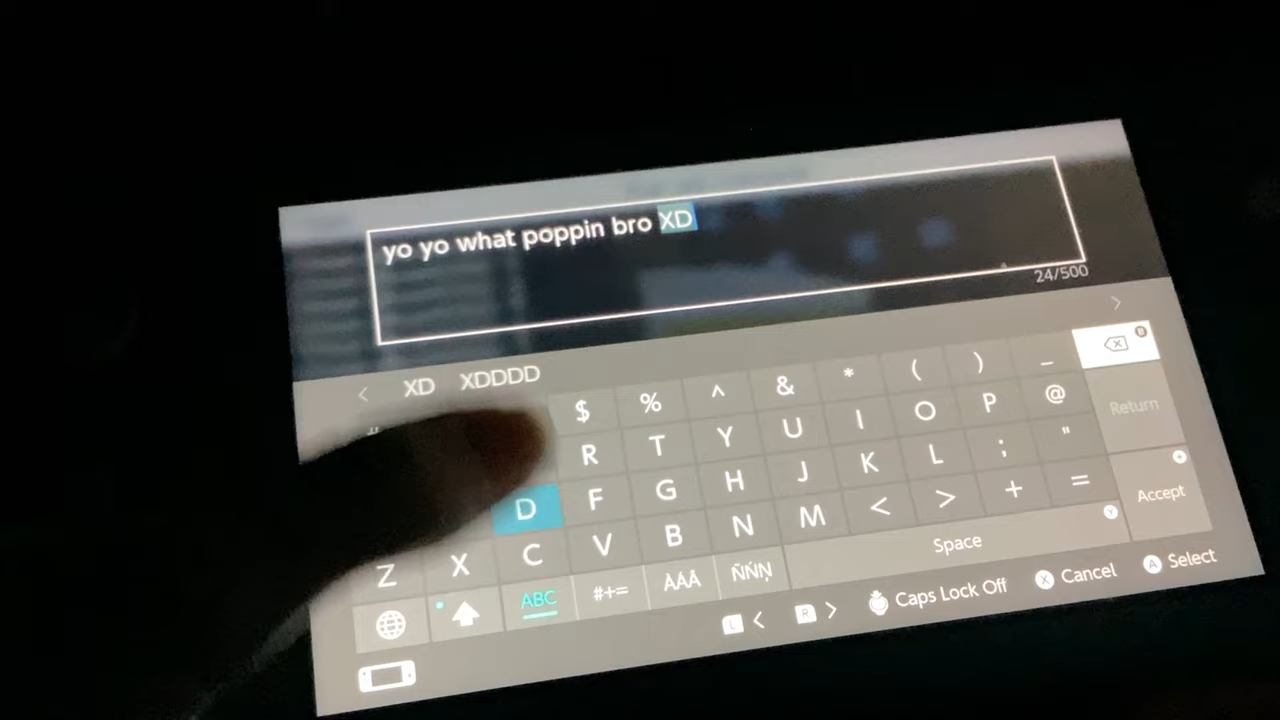 yo yo what poppin bro XD
24/500
< XD XDDDD >
# $ % ^ & * ( ) _
R T Y U I O P @ Return
D F G H J K L ; "
Z X C V B N M < > + = Accept
ABC #+= ÀÁÂ ÑŃŅ Space
L < R > Caps Lock Off X Cancel A Select